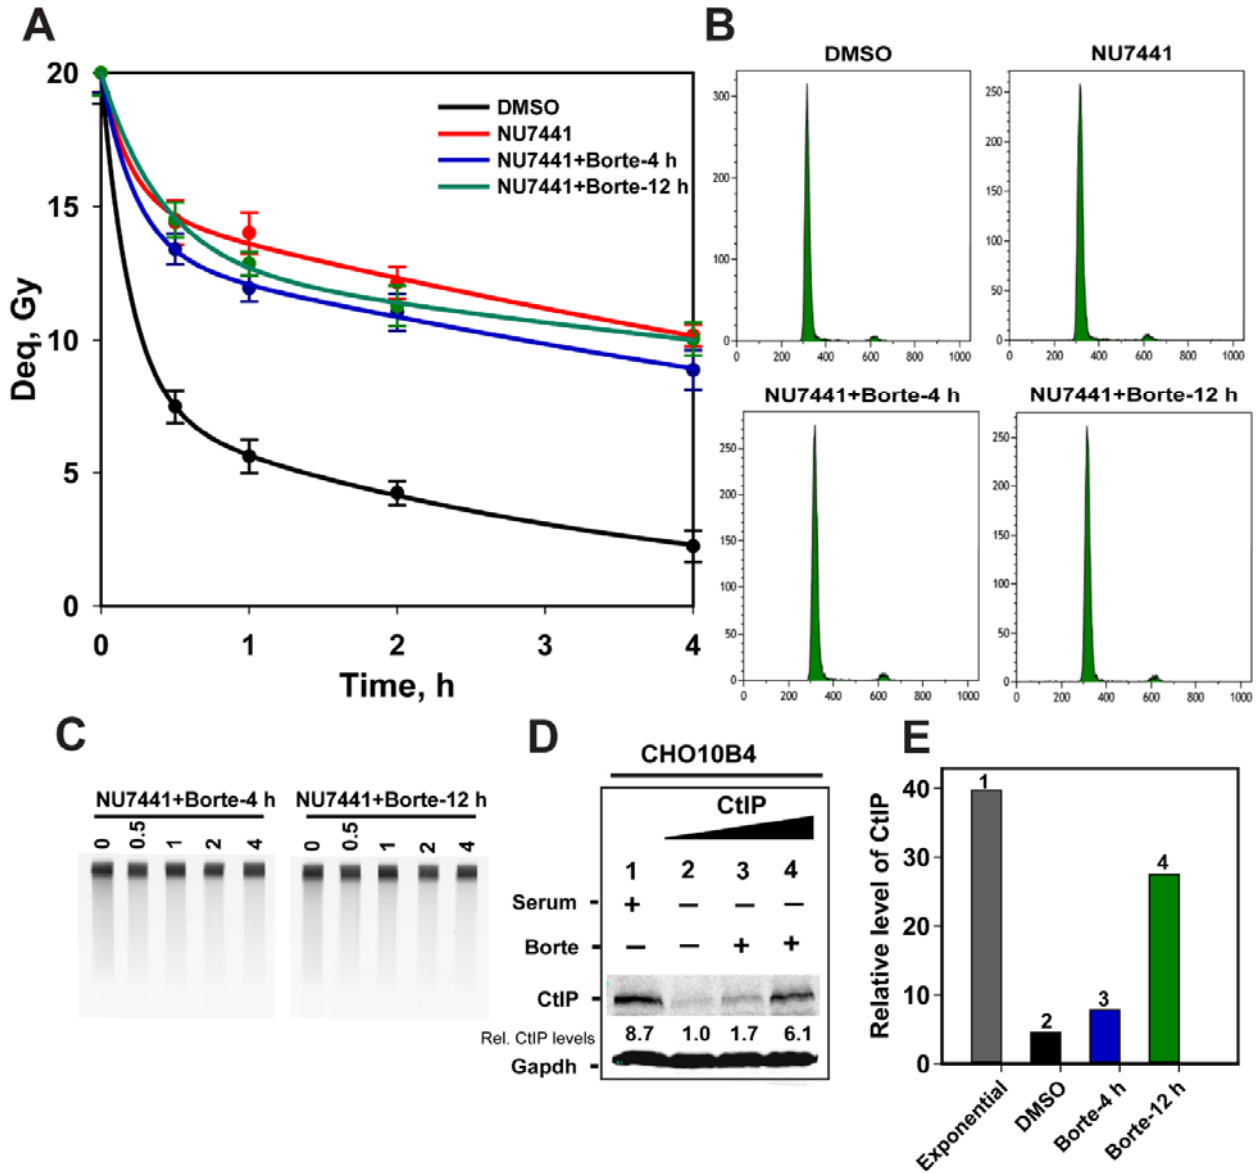 A
20
15
10
5
0
Deq, Gy
0 1 2 3 4
Time, h
DMSO
NU7441
NU7441+Borte-4 h
NU7441+Borte-12 h
B
DMSO
300
200
100
0
0 200 400 600 800 1000
NU7441
250
200
150
100
50
0
0 200 400 600 800 1000
NU7441+Borte-4 h
250
200
150
100
50
0
0 200 400 600 800 1000
NU7441+Borte-12 h
250
200
150
100
50
0
0 200 400 600 800 1000
C
NU7441+Borte-4 h
0 0.5 1 2 4
NU7441+Borte-12 h
0 0.5 1 2 4
D
CHO10B4
CtIP
1 2 3 4
Serum - + — — —
Borte - — — + +
CtIP -
Rel. CtIP levels 8.7 1.0 1.7 6.1
Gapdh -
E
Relative level of CtIP
40
30
20
10
0
1
2
3
4
Exponential
DMSO
Borte-4 h
Borte-12 h